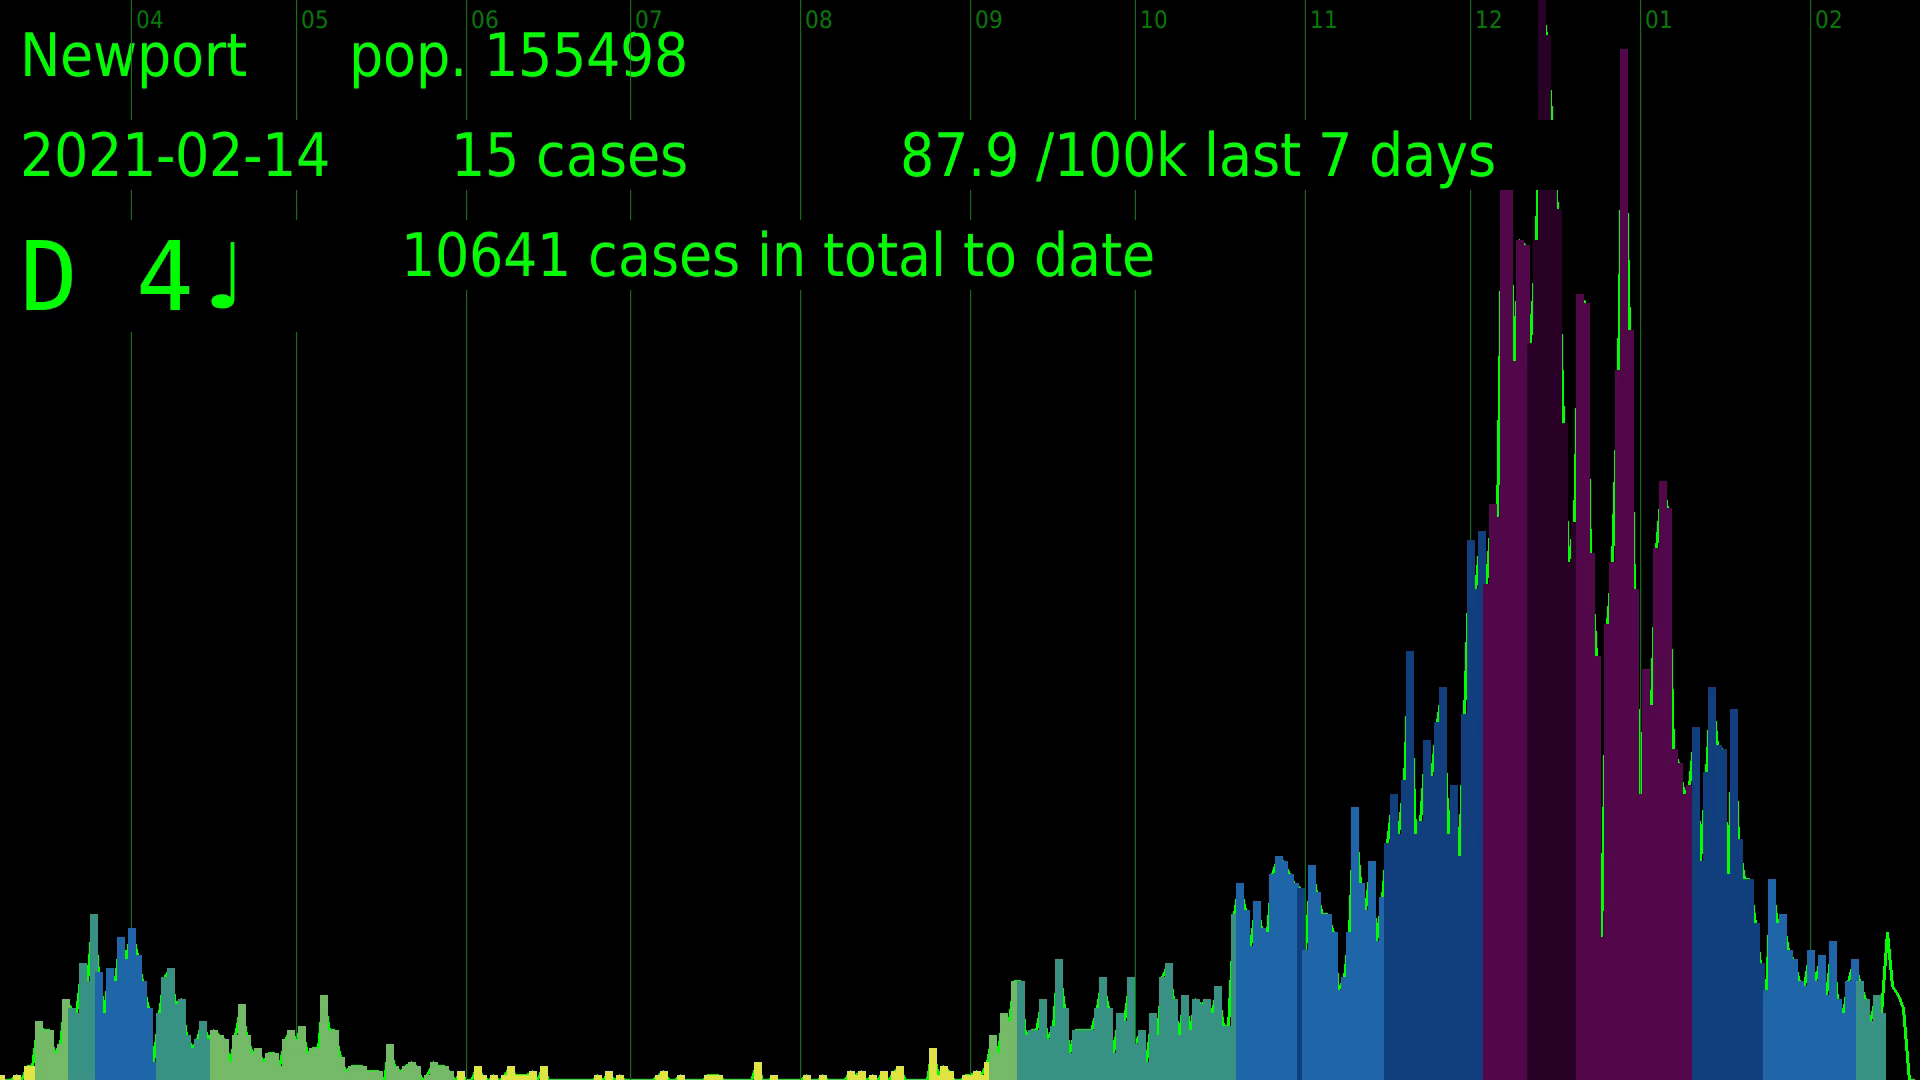 04 05 06 07 08 09 10 11 12 01 02
Newport pop. 155498
2021-02-14 15 cases 87.9 /100k last 7 days
D 4♩ 10641 cases in total to date